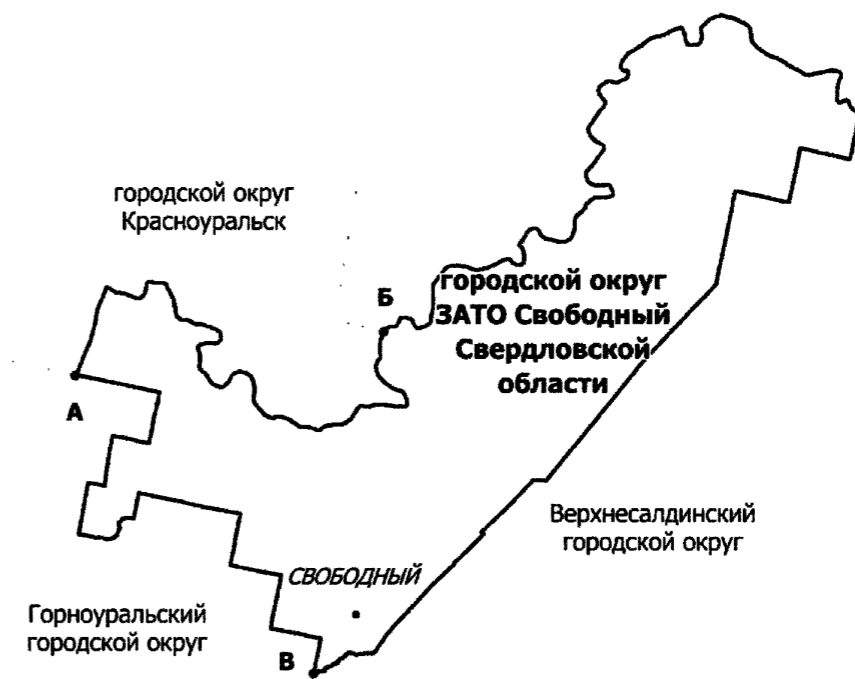 городской округ
Красноуральск
Б
городской округ
ЗАТО Свободный
Свердловской
области
А
Верхнесалдинский
городской округ
СВОБОДНЫЙ
Горноуральский
городской округ
В